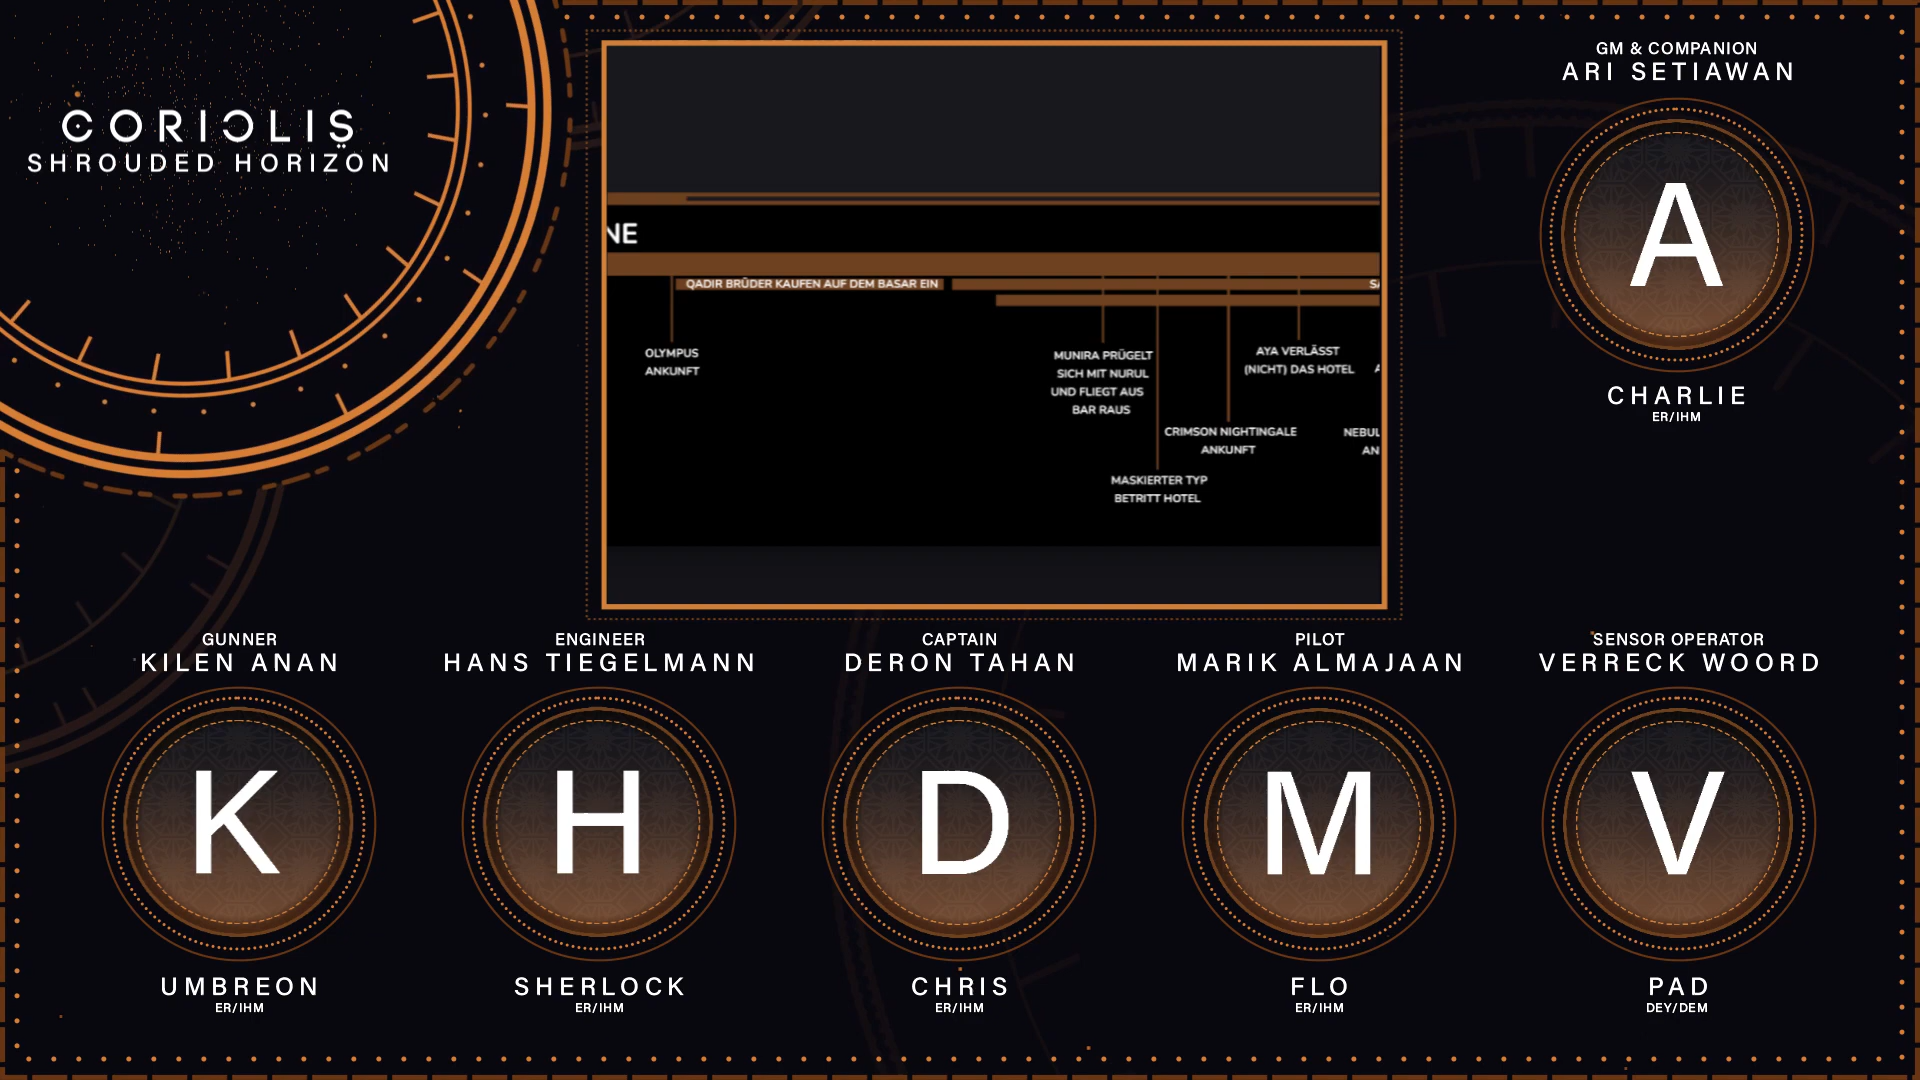 CORIOLIS
SHROUDED HORIZON
NE
QADIR BRÜDER KAUFEN AUF DEM BASAR EIN
OLYMPUS
ANKUNFT
MUNIRA PRÜGELT
SICH MIT NURUL
UND FLIEGT AUS
BAR RAUS
AYA VERLÄSST
(NICHT) DAS HOTEL
CRIMSON NIGHTINGALE
ANKUNFT
NEBUL
AN
MASKIERTER TYP
BETRITT HOTEL
GM & COMPANION
ARI SETIAWAN
A
CHARLIE
ER/IHM
GUNNER
KILEN ANAN
K
UMBREON
ER/IHM
ENGINEER
HANS TIEGELMANN
H
SHERLOCK
ER/IHM
CAPTAIN
DERON TAHAN
D
CHRIS
ER/IHM
PILOT
MARIK ALMAJAAN
M
FLO
ER/IHM
SENSOR OPERATOR
VERRECK WOORD
V
PAD
DEY/DEM